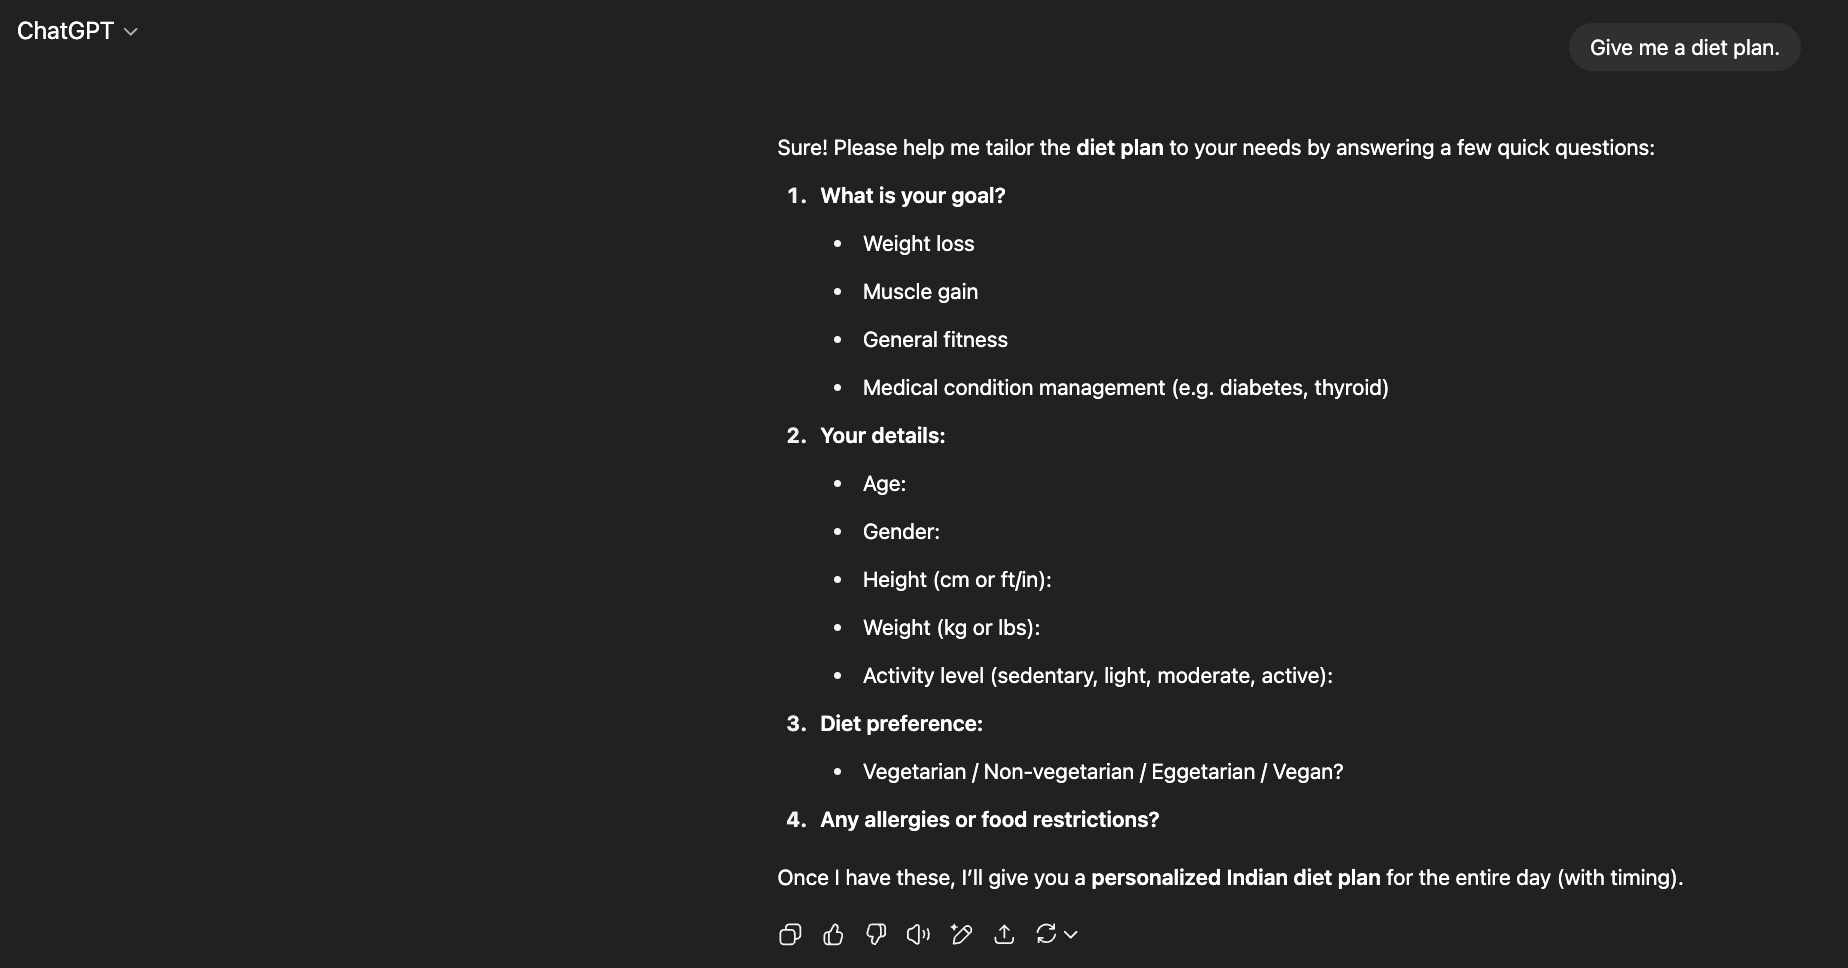 ChatGPT
Give me a diet plan.
Sure! Please help me tailor the diet plan to your needs by answering a few quick questions:
1. What is your goal?
• Weight loss
• Muscle gain
• General fitness
• Medical condition management (e.g. diabetes, thyroid)
2. Your details:
• Age:
• Gender:
• Height (cm or ft/in):
• Weight (kg or lbs):
• Activity level (sedentary, light, moderate, active):
3. Diet preference:
• Vegetarian / Non-vegetarian / Eggetarian / Vegan?
4. Any allergies or food restrictions?
Once I have these, I’ll give you a personalized Indian diet plan for the entire day (with timing).